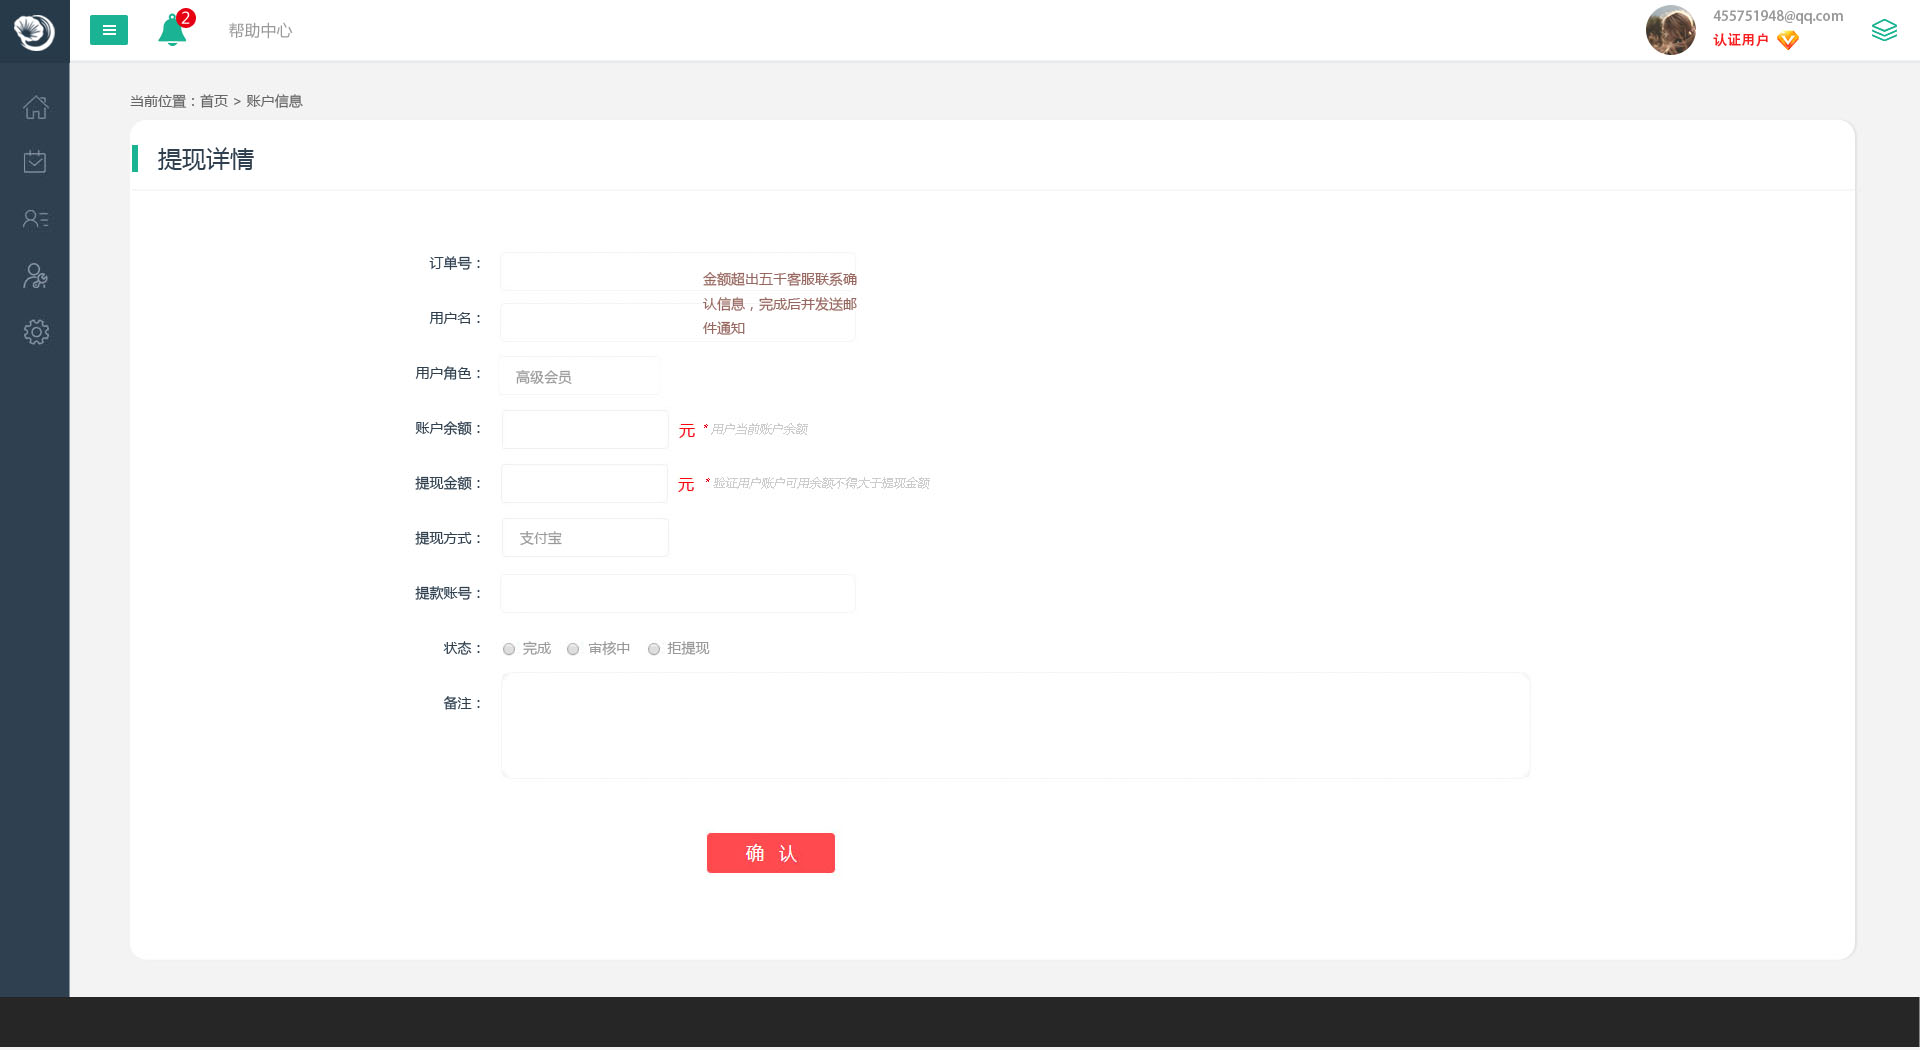 2
帮助中心
455751948@qq.com
认证用户
当前位置：首页 > 账户信息
提现详情
订单号：
金额超出五千客服联系确
认信息，完成后并发送邮
件通知
用户名：
用户角色：
高级会员
账户余额：
元 * 用户当前账户余额
提现金额：
元 * 验证用户账户可用余额不得大于提现金额
提现方式：
支付宝
提款账号：
状态：
完成 审核中 拒提现
备注：
确 认